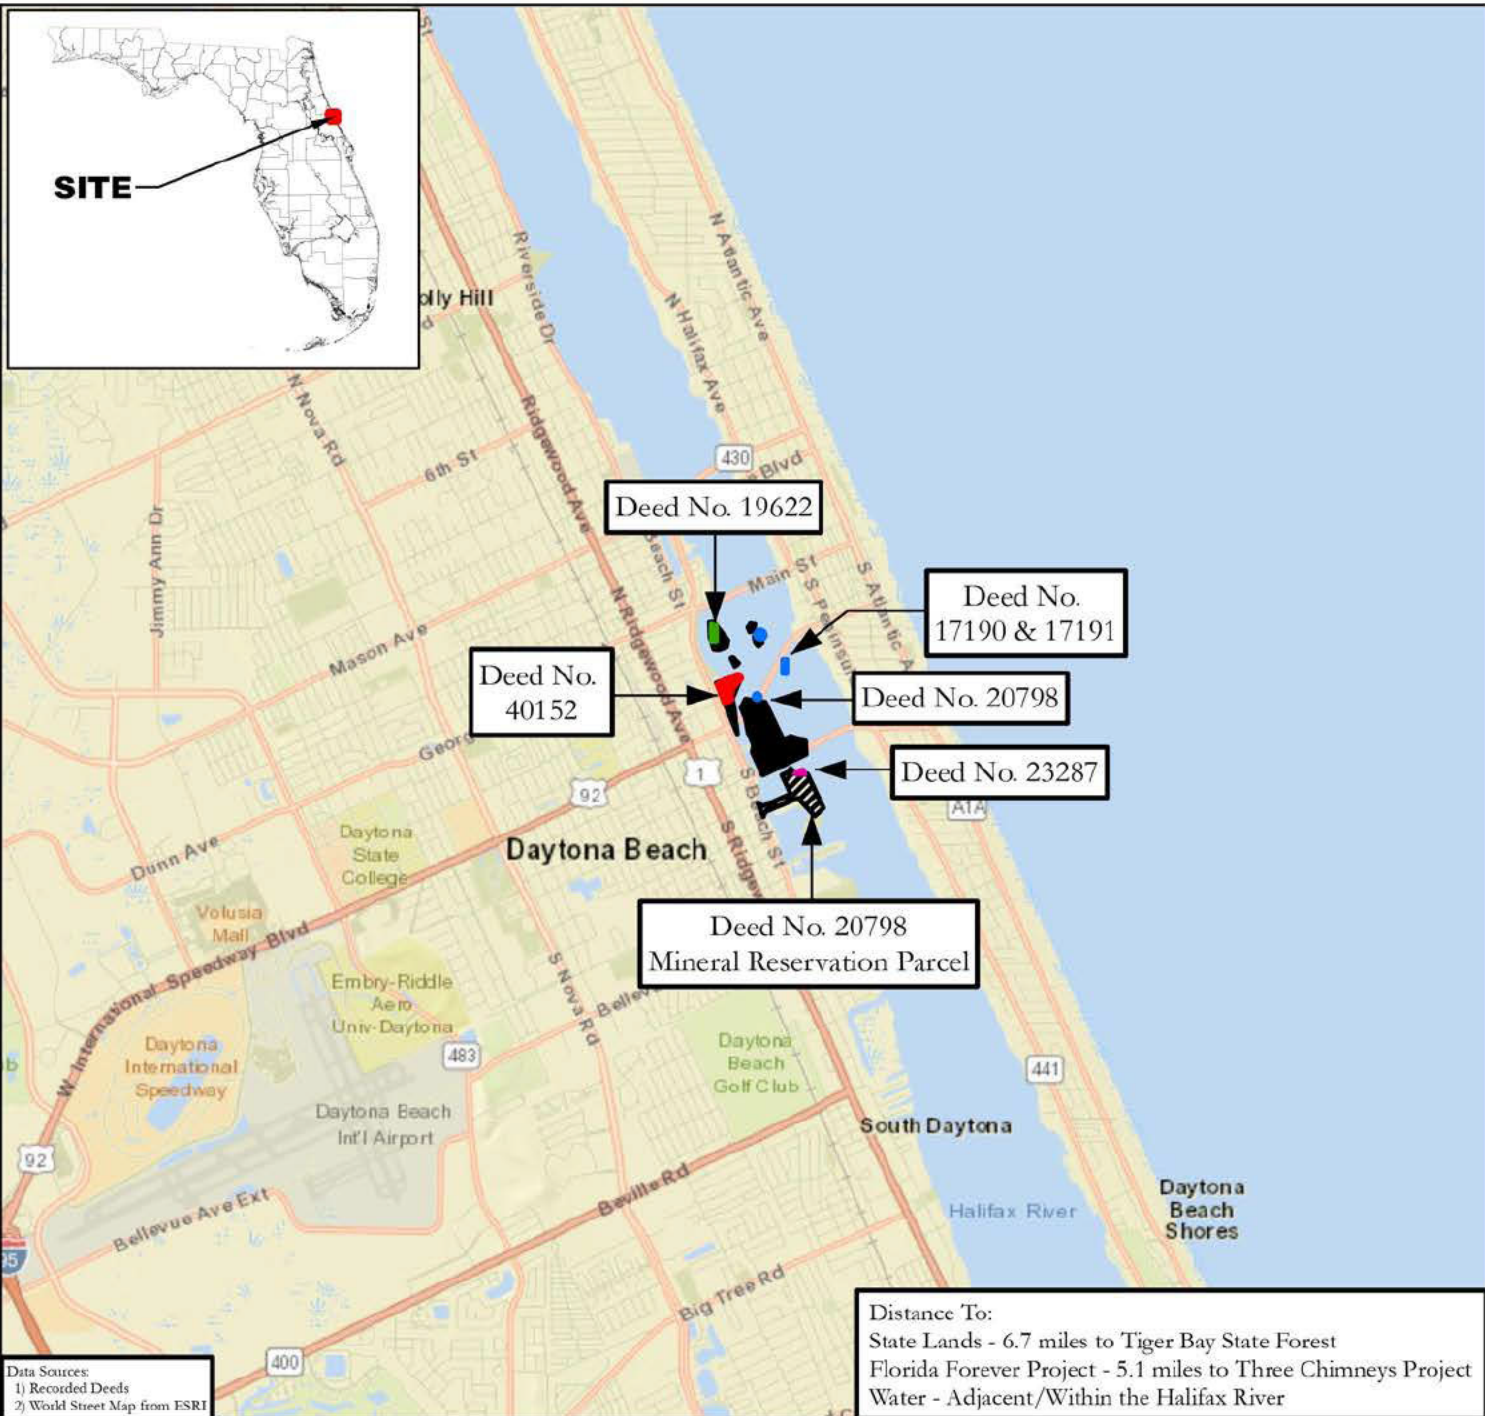 SITE
olly Hill
Riverside Dr
N Atlantic Ave
N Halifax Ave
N Nova Rd
Ridgewood Ave
6th St
430
Blvd
Jimmy Ann Dr
Deed No. 19622
Beach St
Main St
S Peninsul
S Atlantic A
Deed No.
17190 & 17191
Mason Ave
N Ridgewood Ave
Deed No.
40152
Deed No. 20798
Georg
1
92
Deed No. 23287
A1A
S Beach St
Daytona Beach
S Ridgew
Dunn Ave
Daytona
State
College
Volusia
Mall
W International Speedway Blvd
Deed No. 20798
Mineral Reservation Parcel
Embry-Riddle
Aero
Univ-Daytona
S Nova Rd
Bellev
483
Daytona
International
Speedway
Daytona
Beach
Golf Club
441
Daytona Beach
Int'l Airport
South Daytona
92
Beville Rd
Bellevue Ave Ext
Halifax River
Daytona
Beach
Shores
95
Big Tree Rd
400
Distance To:
State Lands - 6.7 miles to Tiger Bay State Forest
Florida Forever Project - 5.1 miles to Three Chimneys Project
Water - Adjacent/Within the Halifax River
Data Sources:
1) Recorded Deeds
2) World Street Map from ESRI